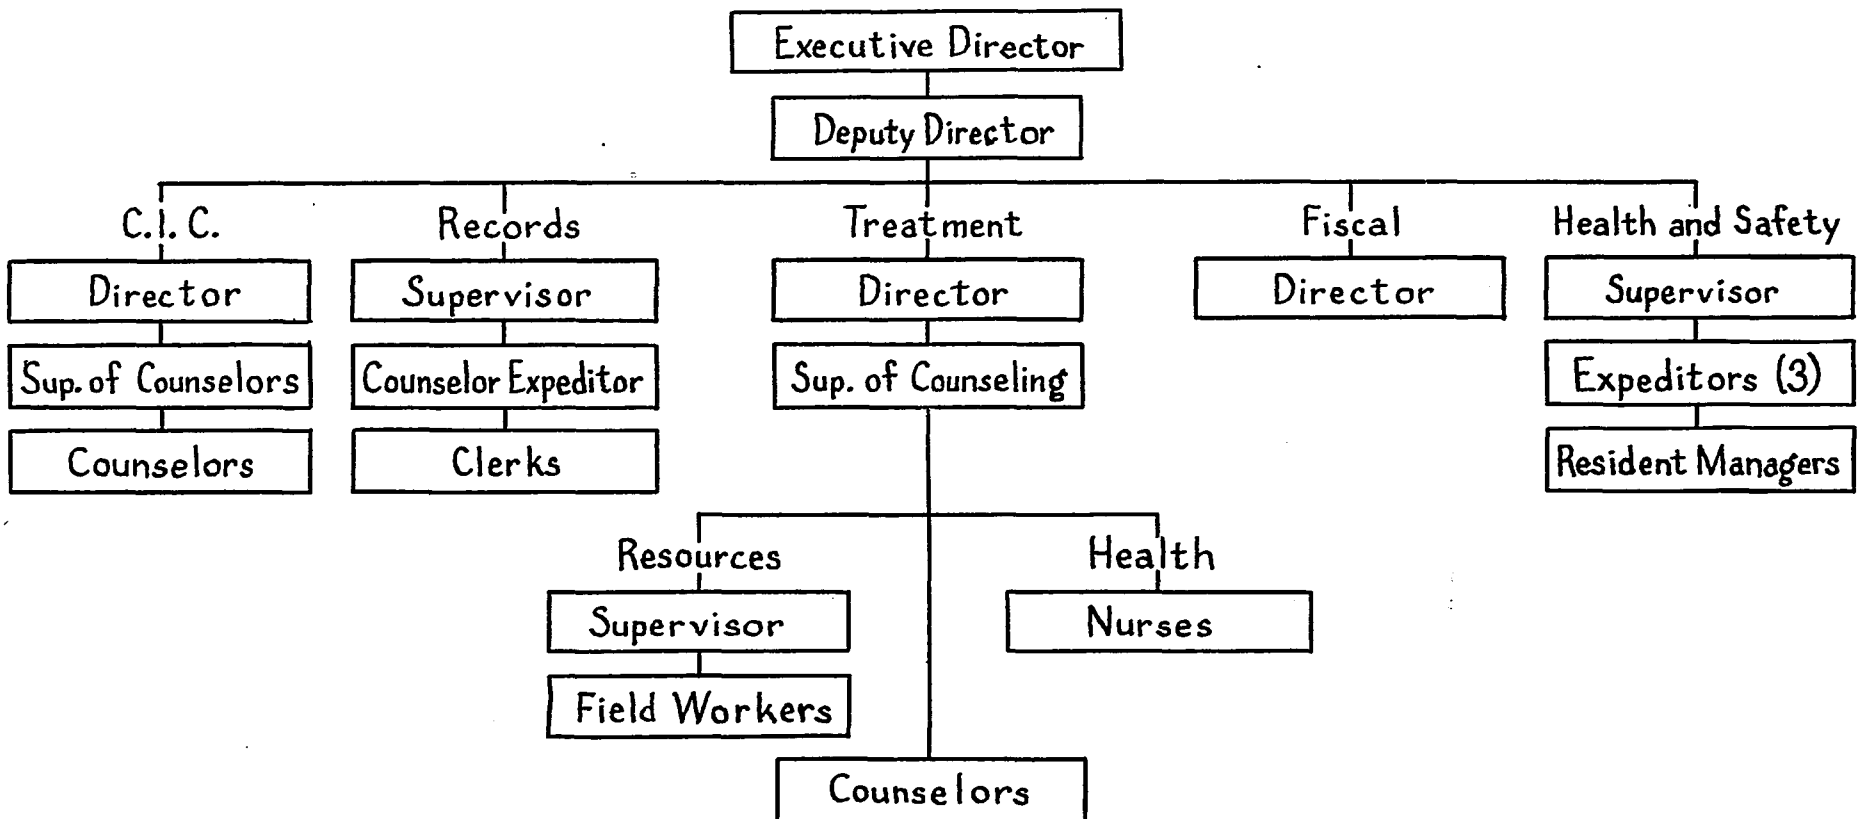 Executive Director
Deputy Director
C.I.C.
Records
Treatment
Fiscal
Health and Safety
Director
Supervisor
Director
Director
Supervisor
Sup. of Counselors
Counselor Expeditor
Sup. of Counseling
Expeditors (3)
Counselors
Clerks
Resident Managers
Resources
Health
Supervisor
Nurses
Field Workers
Counselors